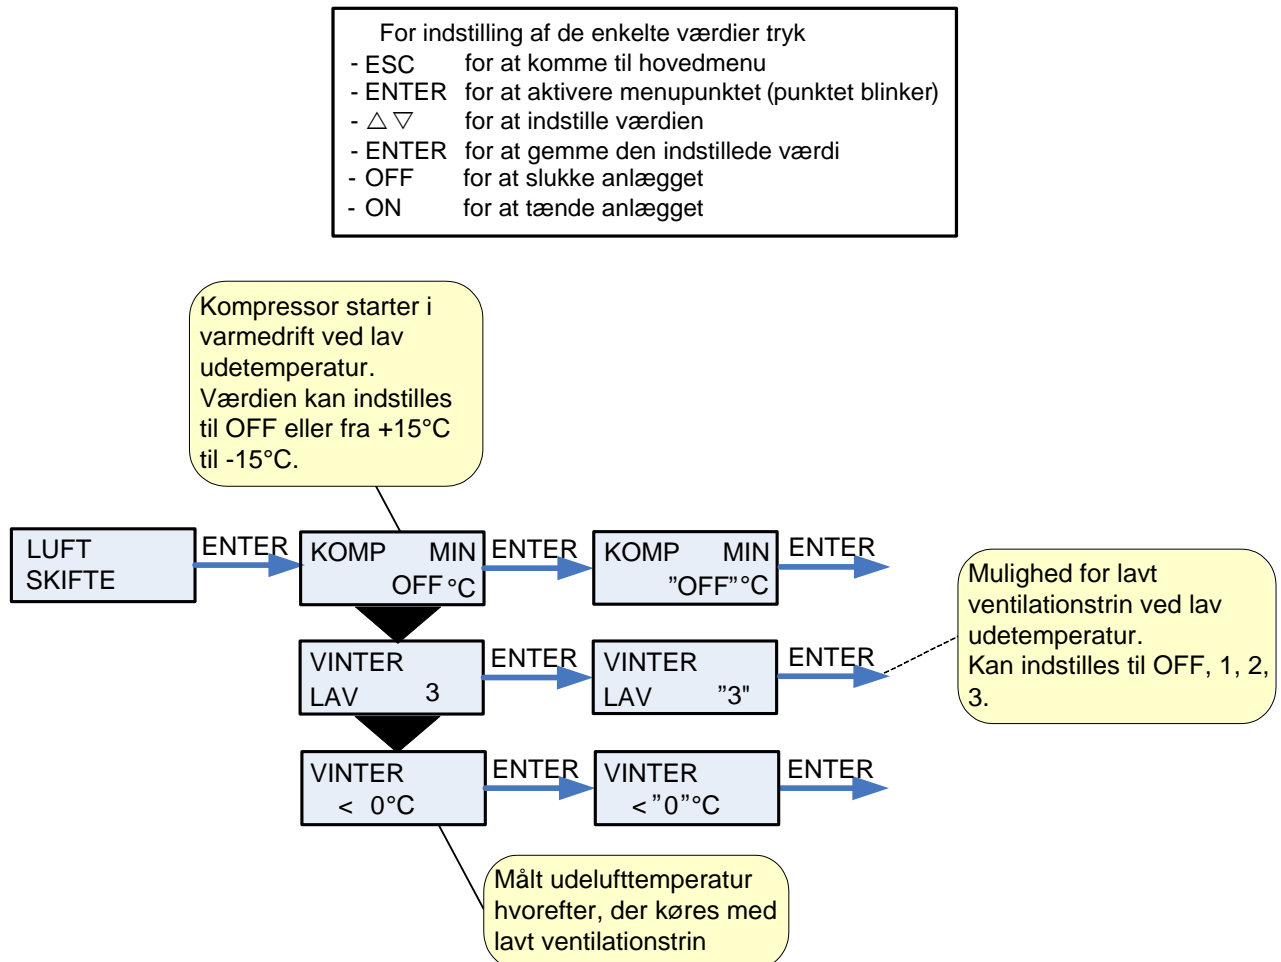 For indstilling af de enkelte værdier tryk
- ESC for at komme til hovedmenu
- ENTER for at aktivere menupunktet (punktet blinker)
- △ ▽ for at indstille værdien
- ENTER for at gemme den indstillede værdi
- OFF for at slukke anlægget
- ON for at tænde anlægget
Kompressor starter i
varmedrift ved lav
udetemperatur.
Værdien kan indstilles
til OFF eller fra +15°C
til -15°C.
LUFT
SKIFTE
ENTER
KOMP MIN
OFF °C
ENTER
KOMP MIN
”OFF”°C
ENTER
Mulighed for lavt
ventilationstrin ved lav
udetemperatur.
Kan indstilles til OFF, 1, 2,
3.
VINTER
LAV 3
ENTER
VINTER
LAV ”3"
ENTER
VINTER
< 0°C
ENTER
VINTER
<”0”°C
ENTER
Målt udelufttemperatur
hvorefter, der køres med
lavt ventilationstrin